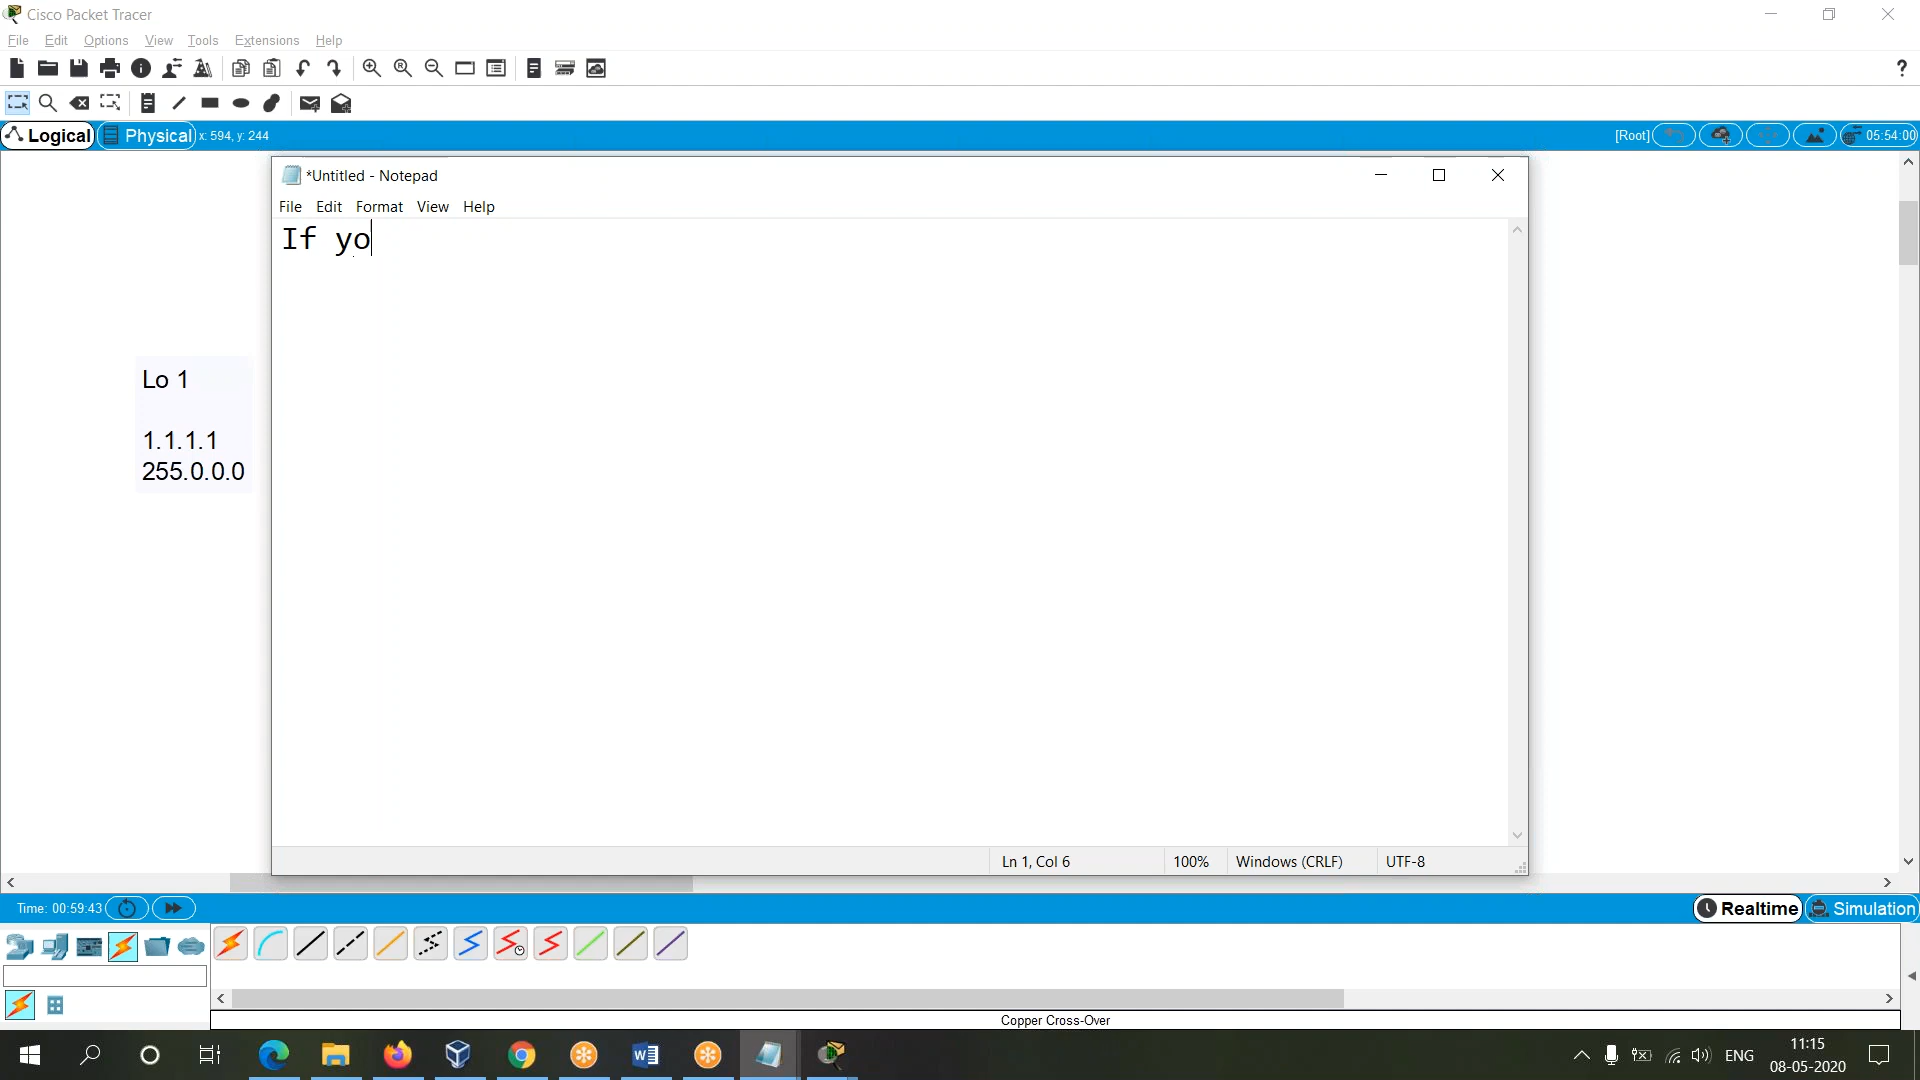 Cisco Packet Tracer
File Edit Options View Tools Extensions Help
?
Logical Physical x: 594, y: 244 [Root] 05:54:00
*Untitled - Notepad
File Edit Format View Help
If yo
Lo 1
1.1.1.1
255.0.0.0
Ln 1, Col 6 100% Windows (CRLF) UTF-8
Time: 00:59:43 Realtime Simulation
Copper Cross-Over
ENG
11:15
08-05-2020